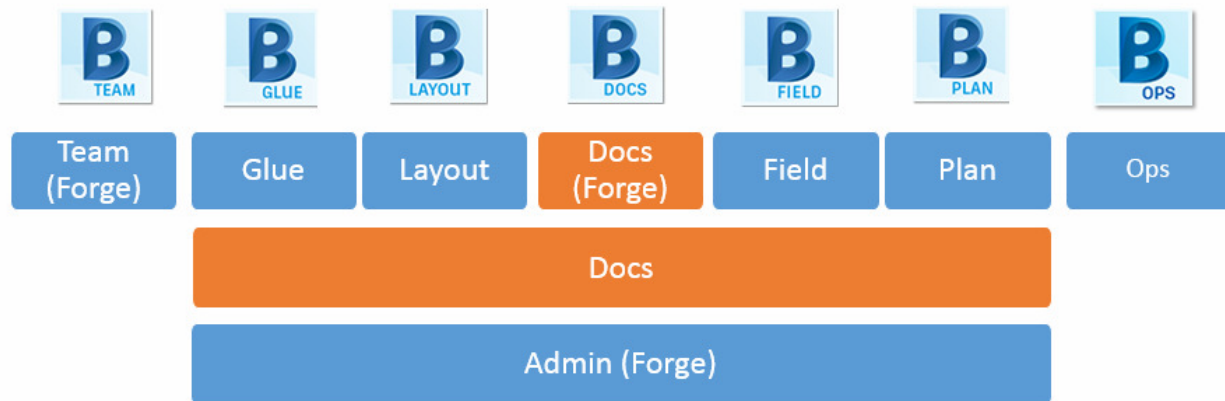 B
TEAM
B
GLUE
B
LAYOUT
B
DOCS
B
FIELD
B
PLAN
B
OPS
Team
(Forge)
Glue
Layout
Docs
(Forge)
Field
Plan
Ops
Docs
Admin (Forge)